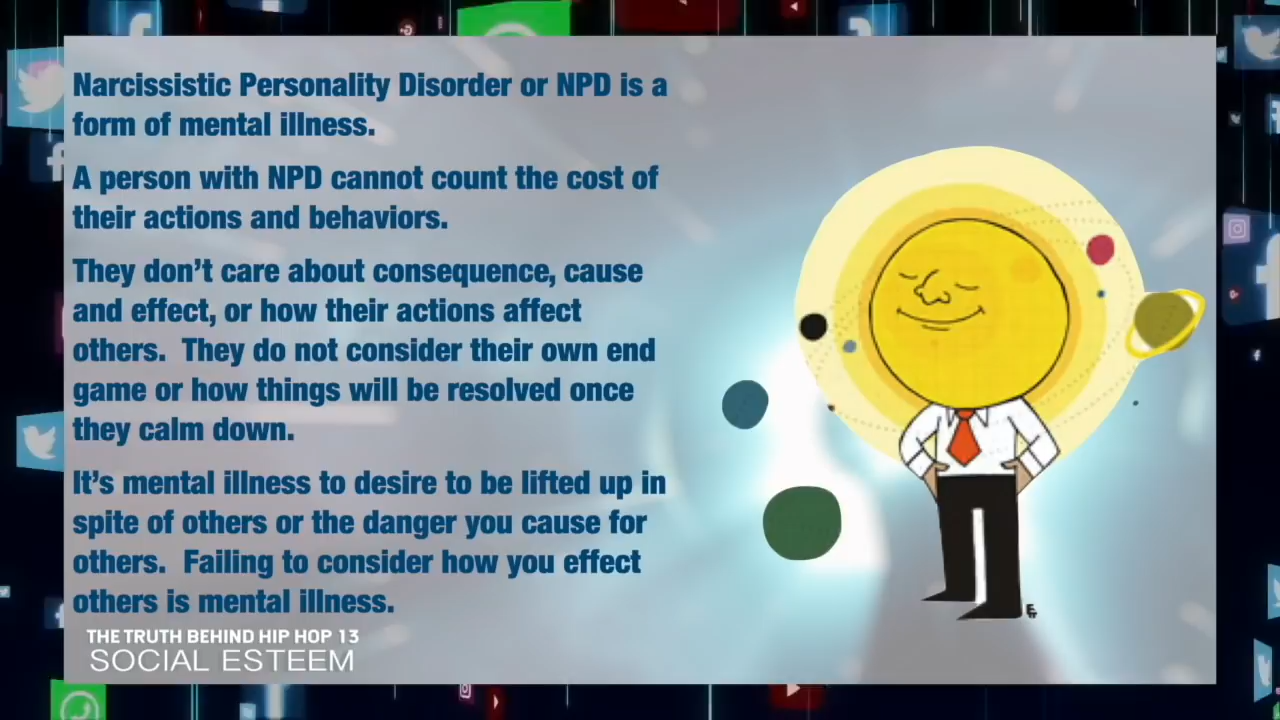 Narcissistic Personality Disorder or NPD is a
form of mental illness.
A person with NPD cannot count the cost of
their actions and behaviors.
They don't care about consequence, cause
and effect, or how their actions affect
others.  They do not consider their own end
game or how things will be resolved once
they calm down.
It's mental illness to desire to be lifted up in
spite of others or the danger you cause for
others.  Failing to consider how you effect
others is mental illness.
THE TRUTH BEHIND HIP HOP 13
SOCIAL ESTEEM